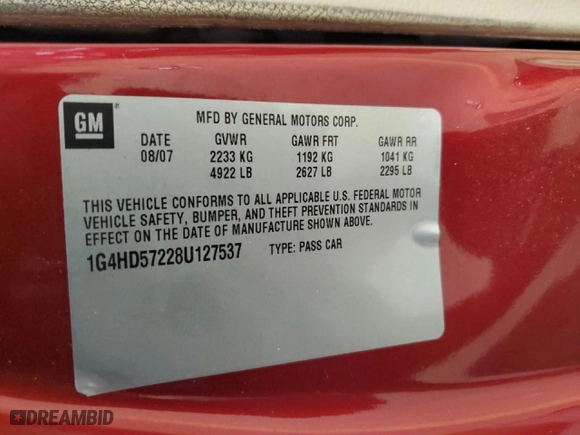 GM
MFD BY GENERAL MOTORS CORP.
DATE GVWR GAWR FRT GAWR RR
08/07 2233 KG 1192 KG 1041 KG
4922 LB 2627 LB 2295 LB
THIS VEHICLE CONFORMS TO ALL APPLICABLE U.S. FEDERAL MOTOR
VEHICLE SAFETY, BUMPER, AND THEFT PREVENTION STANDARDS IN
EFFECT ON THE DATE OF MANUFACTURE SHOWN ABOVE.
1G4HD57228U127537 TYPE: PASS CAR
DREAMBID